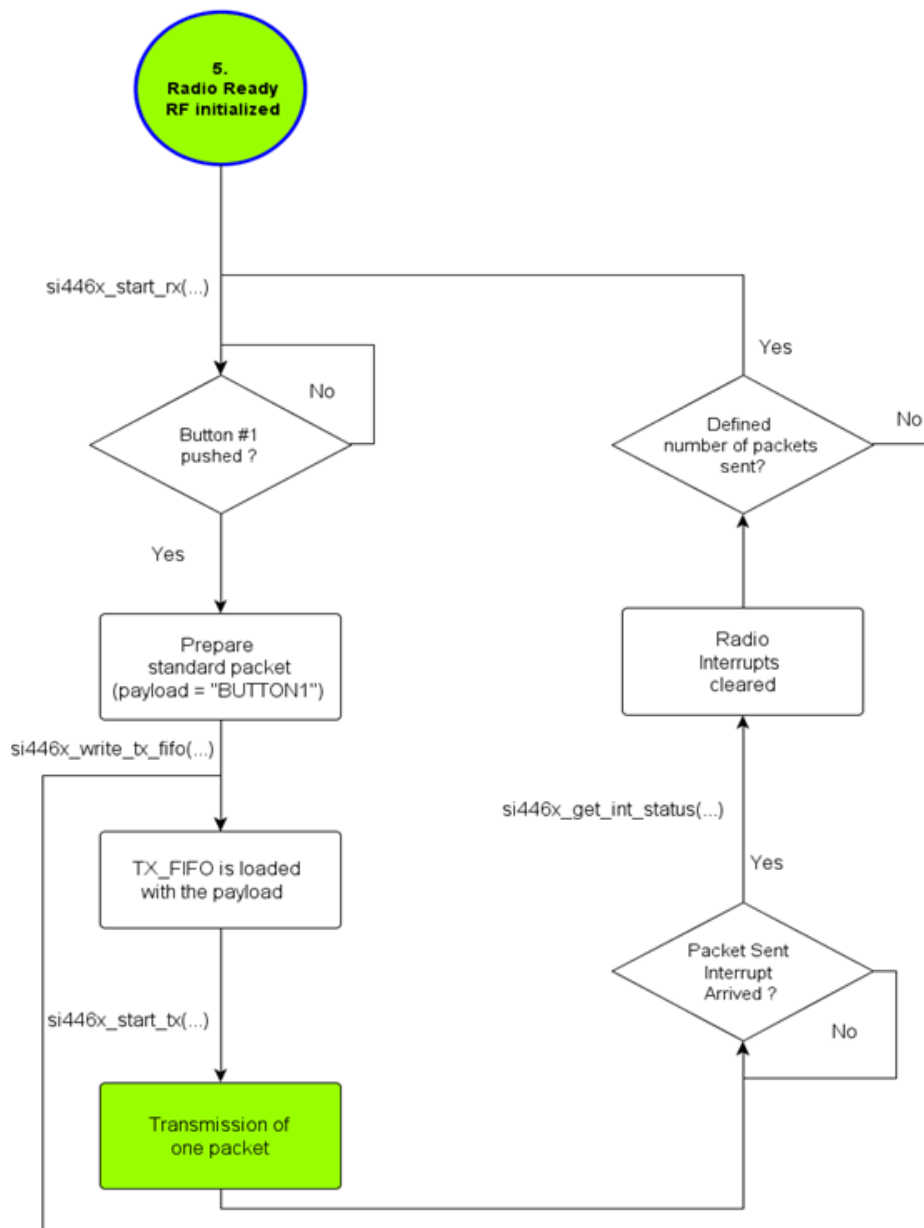 5.
Radio Ready
RF initialized
si446x_start_rx(...)
No
Button #1
pushed ?
Yes
Prepare
standard packet
(payload = "BUTTON1")
si446x_write_tx_fifo(...)
TX_FIFO is loaded
with the payload
si446x_start_tx(...)
Transmission of
one packet
Yes
Defined
number of packets
sent?
No
Radio
Interrupts
cleared
si446x_get_int_status(...)
Yes
Packet Sent
Interrupt
Arrived ?
No